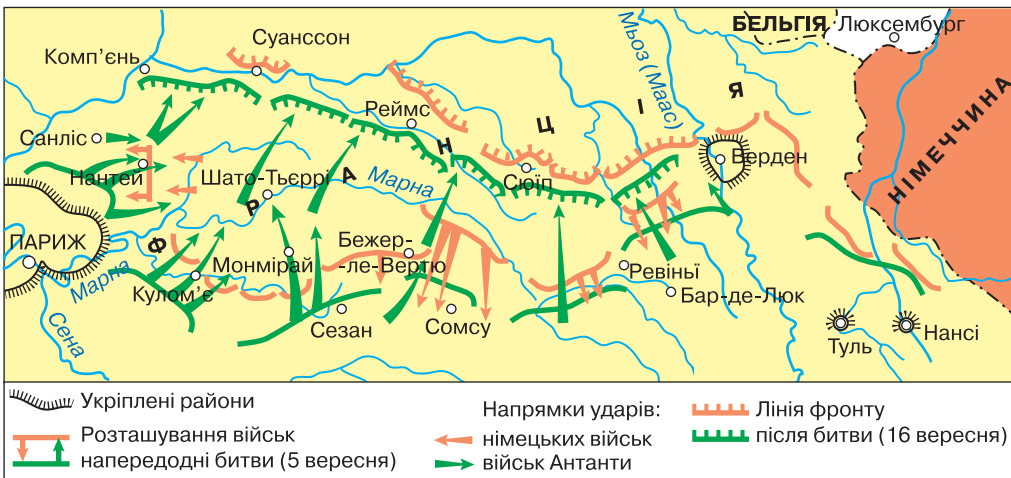 БЕЛЬГІЯ
Люксембург
Суанссон
Комп’єнь
Мьоз (Маас)
НІМЕЧЧИНА
ФРАНЦІЯ
Реймс
Санліс
Верден
Нантей
Шато-Тьєррі
Марна
Сюїп
ПАРИЖ
Марна
Монмірай
Бежер-
-ле-Вертю
Кулом’є
Ревіньї
Бар-де-Люк
Сезан
Сомсу
Сена
Туль
Нансі
Укріплені райони
Розташування військ
напередодні битви (5 вересня)
Напрямки ударів:
німецьких військ
військ Антанти
Лінія фронту
після битви (16 вересня)